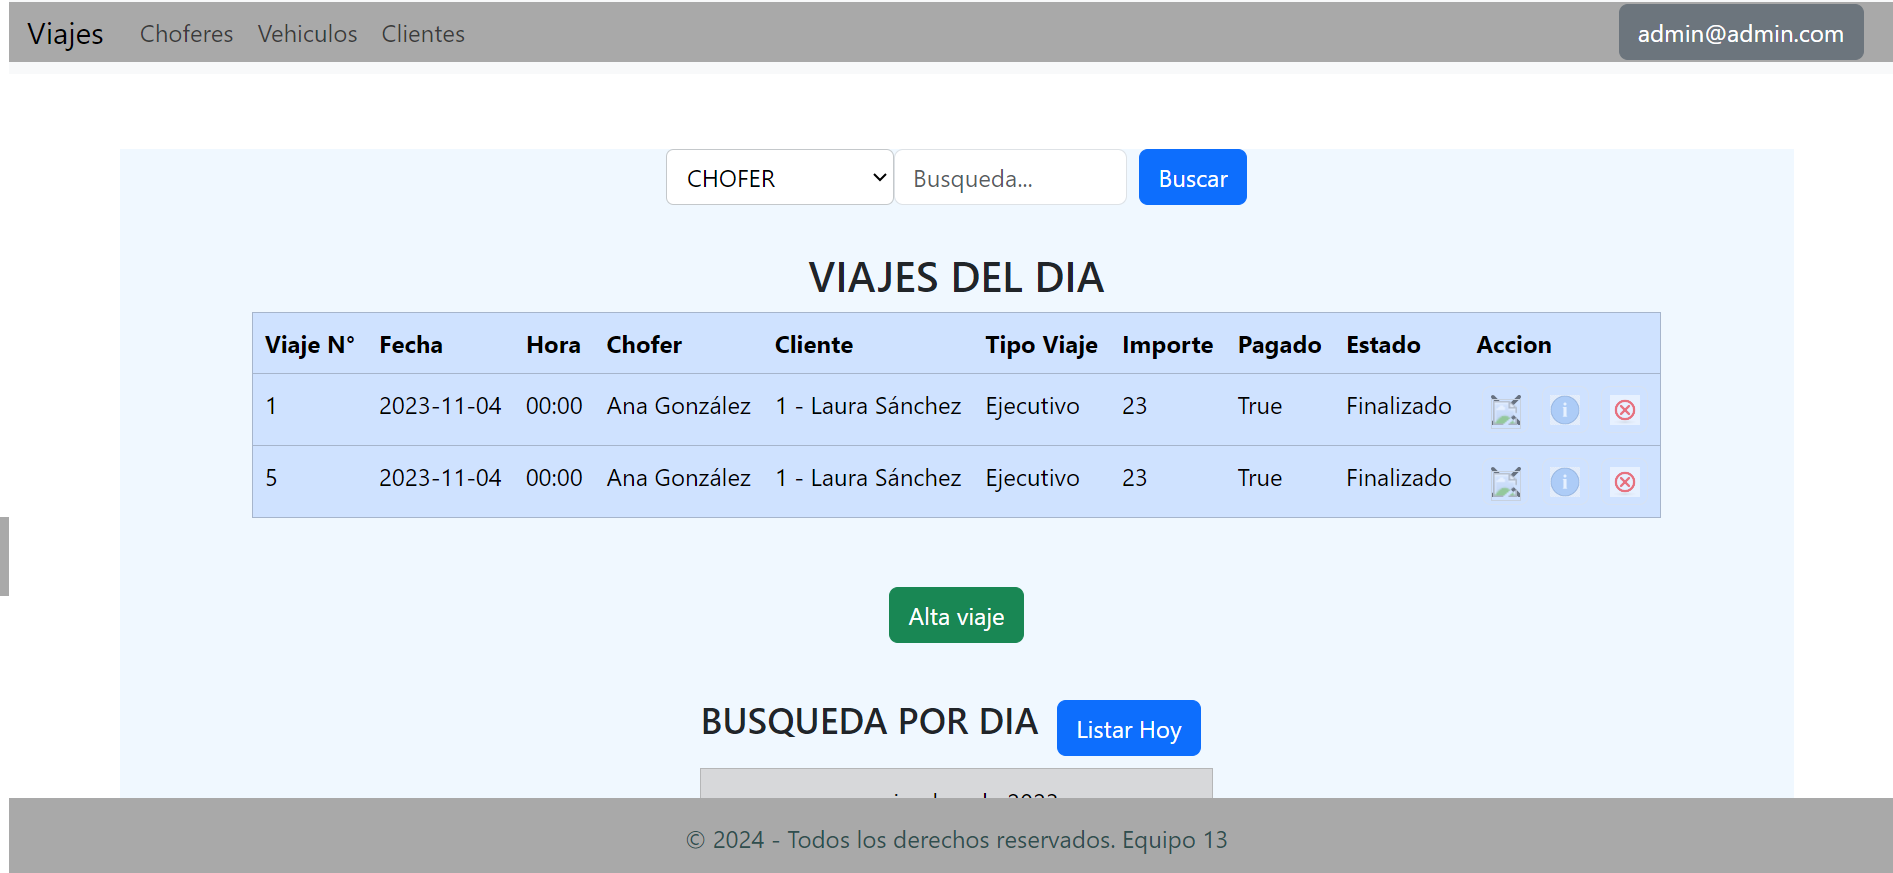 Viajes Choferes Vehiculos Clientes admin@admin.com
CHOFER Busqueda... Buscar
VIAJES DEL DIA
Viaje N° Fecha Hora Chofer Cliente Tipo Viaje Importe Pagado Estado Accion
1 2023-11-04 00:00 Ana González 1 - Laura Sánchez Ejecutivo 23 True Finalizado
5 2023-11-04 00:00 Ana González 1 - Laura Sánchez Ejecutivo 23 True Finalizado
Alta viaje
BUSQUEDA POR DIA Listar Hoy
© 2024 - Todos los derechos reservados. Equipo 13